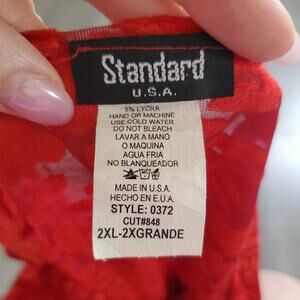 Standard
U.S.A.
5% LYCRA
HAND OR MACHINE
USE COLD WATER
DO NOT BLEACH
LAVAR A MANO
O MAQUINA
AGUA FRIA
NO BLANQUEADOR
MADE IN U.S.A.
HECHO EN E.U.A.
STYLE: 0372
CUT#848
2XL-2XGRANDE